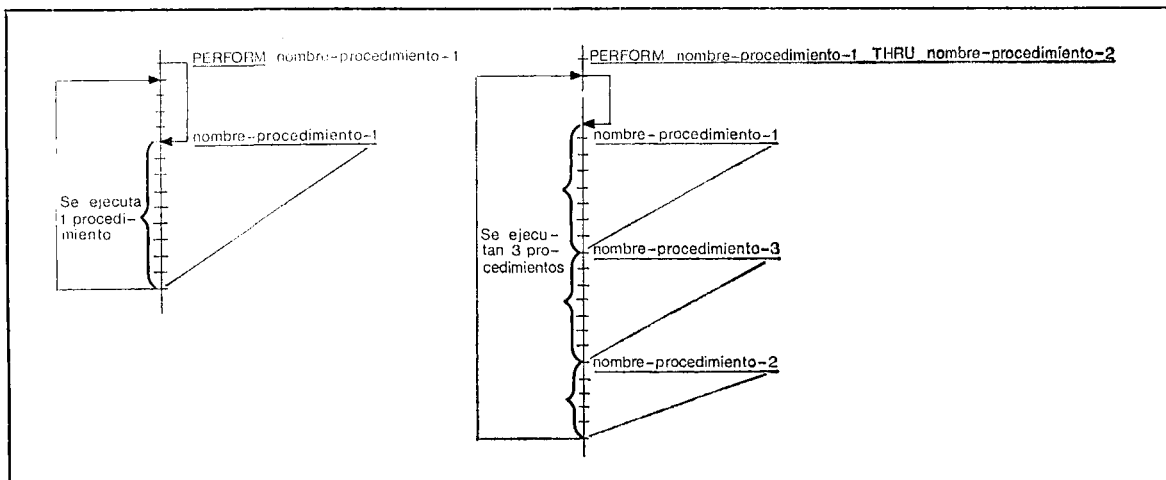 PERFORM nombre-procedimiento-1
nombre-procedimiento-1
Se ejecuta
1 procedi-
miento
PERFORM nombre-procedimiento-1 THRU nombre-procedimiento-2
nombre-procedimiento-1
Se ejecu-
tan 3 pro-
cedimientos
nombre-procedimiento-3
nombre-procedimiento-2